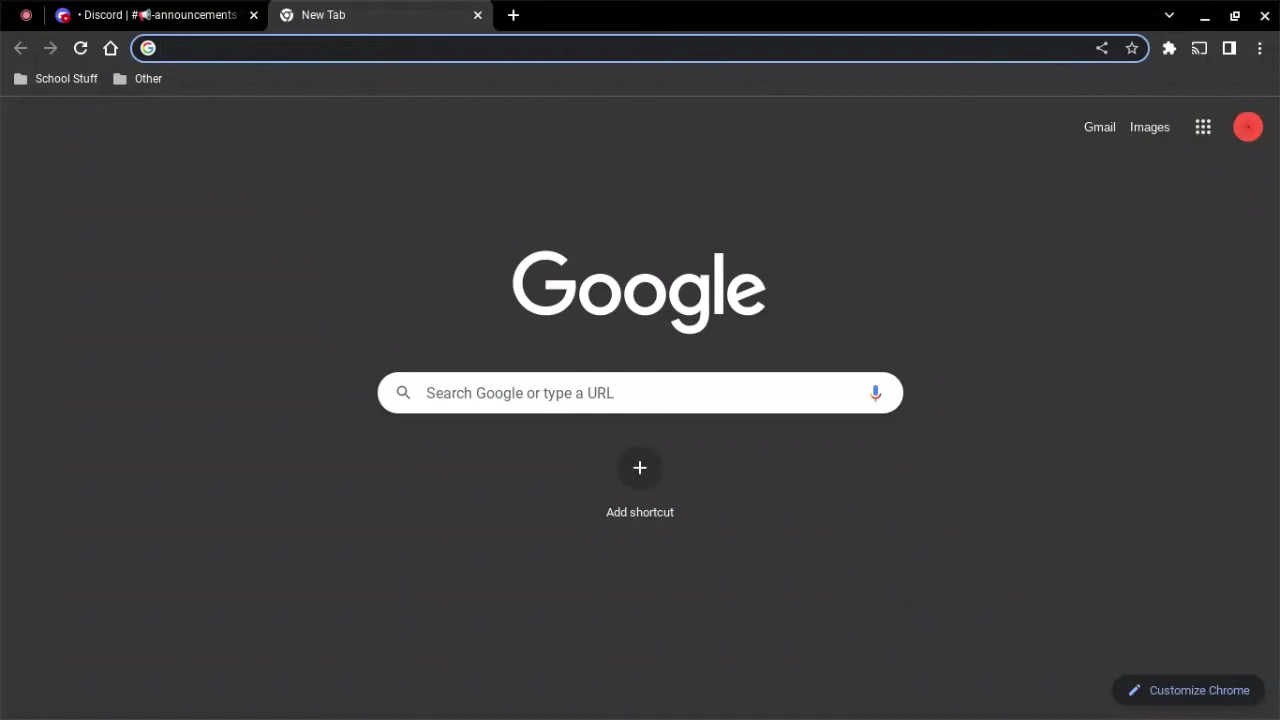 • Discord | #📢-announcements
New Tab
School Stuff
Other
Gmail
Images
Google
Search Google or type a URL
Add shortcut
Customize Chrome